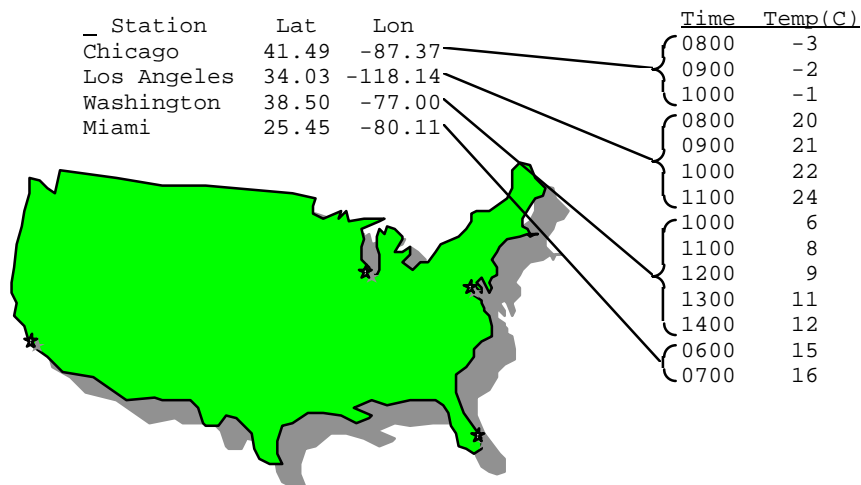 _ Station Lat Lon
Chicago 41.49 -87.37
Los Angeles 34.03 -118.14
Washington 38.50 -77.00
Miami 25.45 -80.11
Time Temp(C)
0800 -3
0900 -2
1000 -1
0800 20
0900 21
1000 22
1100 24
1000 6
1100 8
1200 9
1300 11
1400 12
0600 15
0700 16